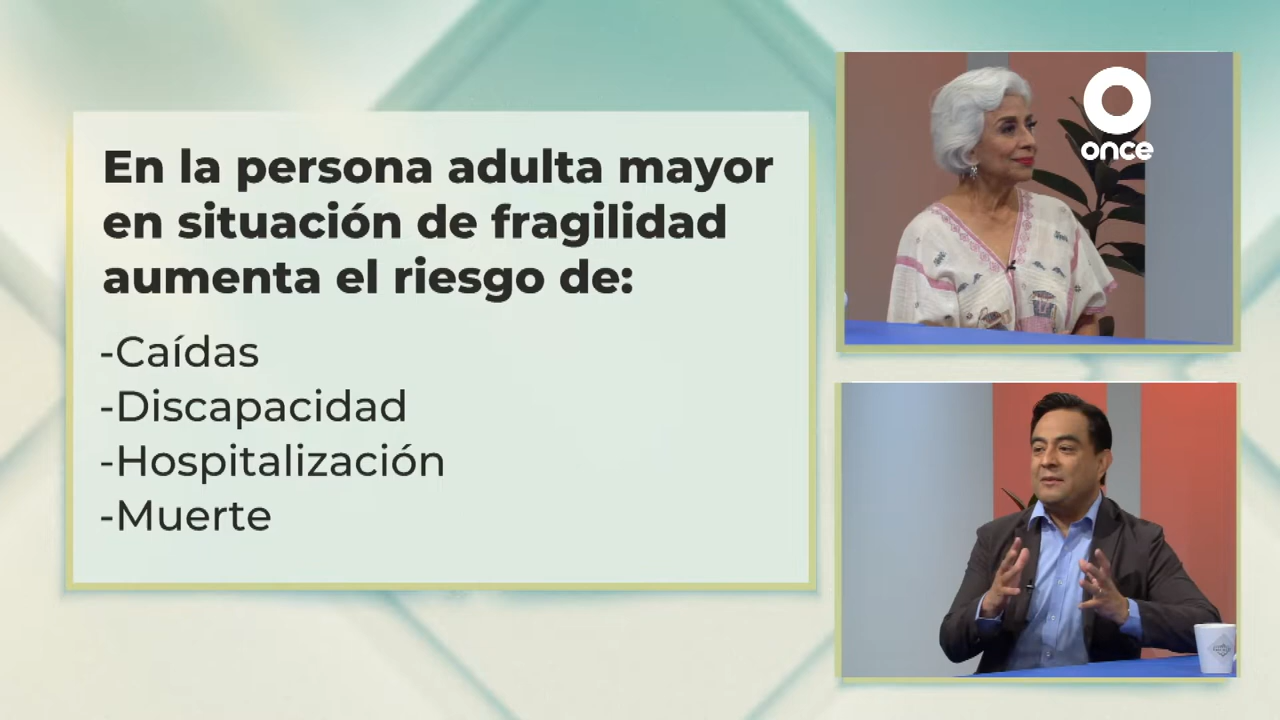 En la persona adulta mayor
en situación de fragilidad
aumenta el riesgo de:
-Caídas
-Discapacidad
-Hospitalización
-Muerte
once